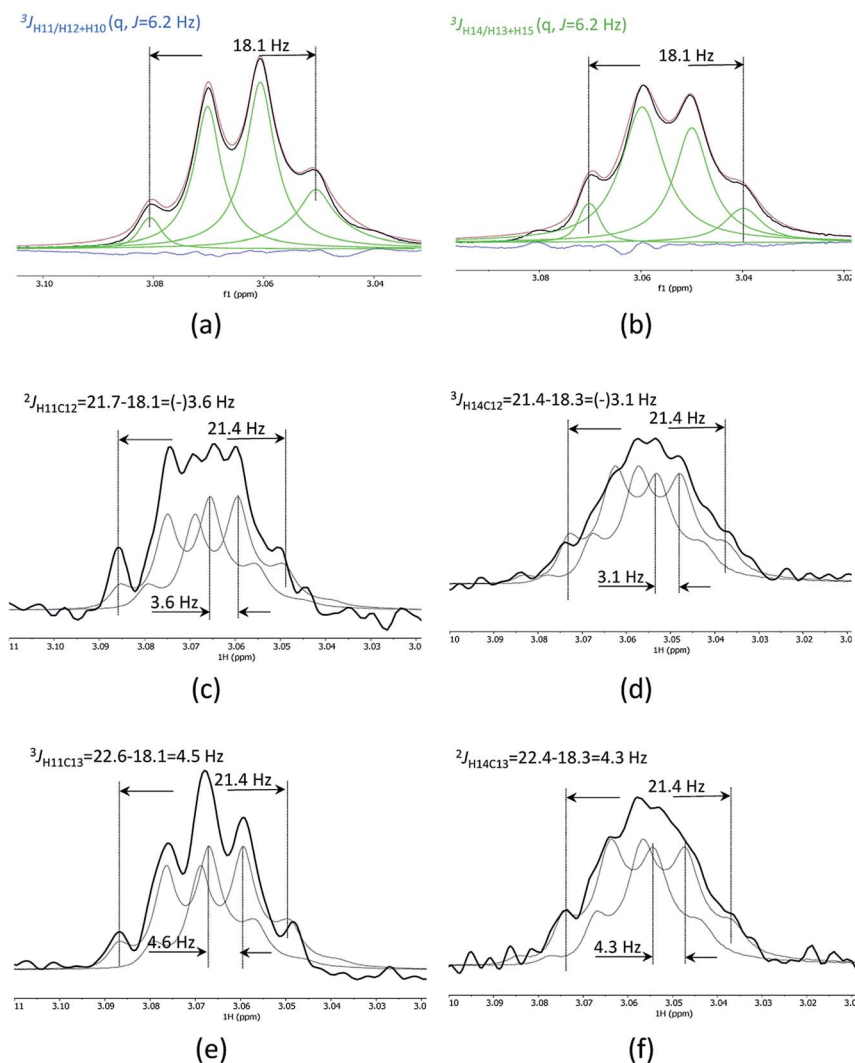 ³J_H11/H12+H10 (q, J=6.2 Hz)
18.1 Hz
3.10 3.08 3.06 3.04
f1 (ppm)
(a)
³J_H14/H13+H15 (q, J=6.2 Hz)
18.1 Hz
3.08 3.06 3.04 3.02
f1 (ppm)
(b)
²J_H11C12=21.7-18.1=(-)3.6 Hz
21.4 Hz
3.6 Hz
11 3.10 3.09 3.08 3.07 3.06 3.05 3.04 3.03 3.02 3.0
1H (ppm)
(c)
³J_H14C12=21.4-18.3=(-)3.1 Hz
21.4 Hz
3.1 Hz
10 3.09 3.08 3.07 3.06 3.05 3.04 3.03 3.02 3.0
1H (ppm)
(d)
³J_H11C13=22.6-18.1=4.5 Hz
21.4 Hz
4.6 Hz
11 3.10 3.09 3.08 3.07 3.06 3.05 3.04 3.03 3.02 3.0
1H (ppm)
(e)
²J_H14C13=22.4-18.3=4.3 Hz
21.4 Hz
4.3 Hz
10 3.09 3.08 3.07 3.06 3.05 3.04 3.03 3.02 3.0
1H (ppm)
(f)